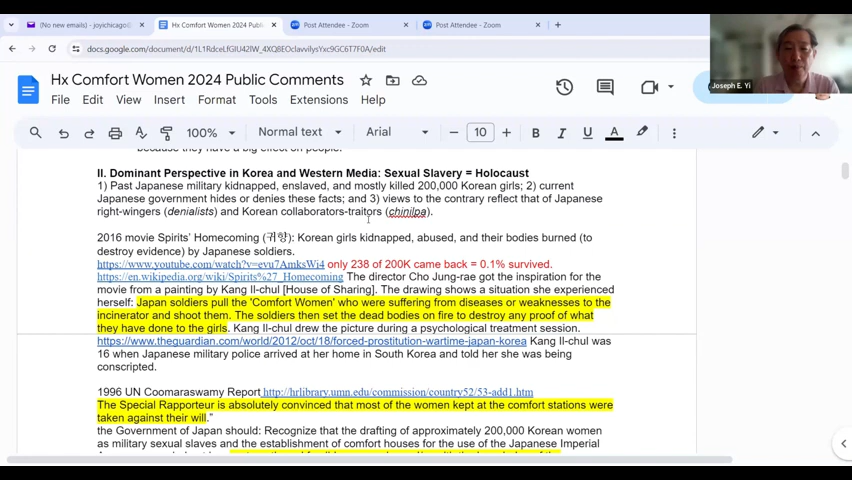 (No new emails) - joyichicago@
Hx Comfort Women 2024 Publi
Post Attendee - Zoom
Post Attendee - Zoom
docs.google.com/document/d/1L1RdceLfGIU42lW_4XQ8EOclavvilysYxc9GC6T7F0A/edit
Hx Comfort Women 2024 Public Comments
File Edit View Insert Format Tools Extensions Help
100% Normal text Arial 10 B I U A
because they have a big effect on people.
II. Dominant Perspective in Korea and Western Media: Sexual Slavery = Holocaust
1) Past Japanese military kidnapped, enslaved, and mostly killed 200,000 Korean girls; 2) current
Japanese government hides or denies these facts; and 3) views to the contrary reflect that of Japanese
right-wingers (denialists) and Korean collaborators-traitors (chinilpa).
2016 movie Spirits' Homecoming (귀향): Korean girls kidnapped, abused, and their bodies burned (to
destroy evidence) by Japanese soldiers.
https://www.youtube.com/watch?v=evu7AmksWi4 only 238 of 200K came back = 0.1% survived.
https://en.wikipedia.org/wiki/Spirits%27_Homecoming The director Cho Jung-rae got the inspiration for the
movie from a painting by Kang Il-chul [House of Sharing]. The drawing shows a situation she experienced
herself: Japan soldiers pull the 'Comfort Women' who were suffering from diseases or weaknesses to the
incinerator and shoot them. The soldiers then set the dead bodies on fire to destroy any proof of what
they have done to the girls. Kang Il-chul drew the picture during a psychological treatment session.
https://www.theguardian.com/world/2012/oct/18/forced-prostitution-wartime-japan-korea Kang Il-chul was
16 when Japanese military police arrived at her home in South Korea and told her she was being
conscripted.
1996 UN Coomaraswamy Report http://hrlibrary.umn.edu/commission/country52/53-add1.htm
The Special Rapporteur is absolutely convinced that most of the women kept at the comfort stations were
taken against their will."
the Government of Japan should: Recognize that the drafting of approximately 200,000 Korean women
as military sexual slaves and the establishment of comfort houses for the use of the Japanese Imperial
Joseph E. Yi